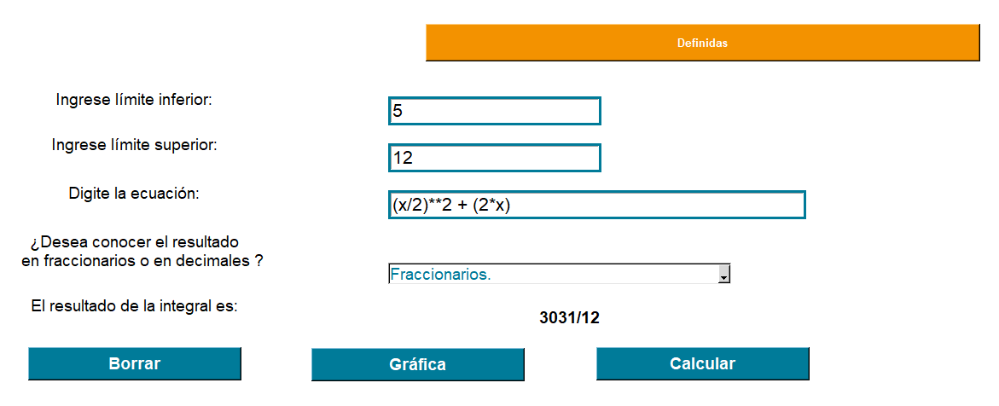 Definidas
Ingrese límite inferior:
5
Ingrese límite superior:
12
Digite la ecuación:
(x/2)**2 + (2*x)
¿Desea conocer el resultado
en fraccionarios o en decimales ?
Fraccionarios.
El resultado de la integral es:
3031/12
Borrar
Gráfica
Calcular